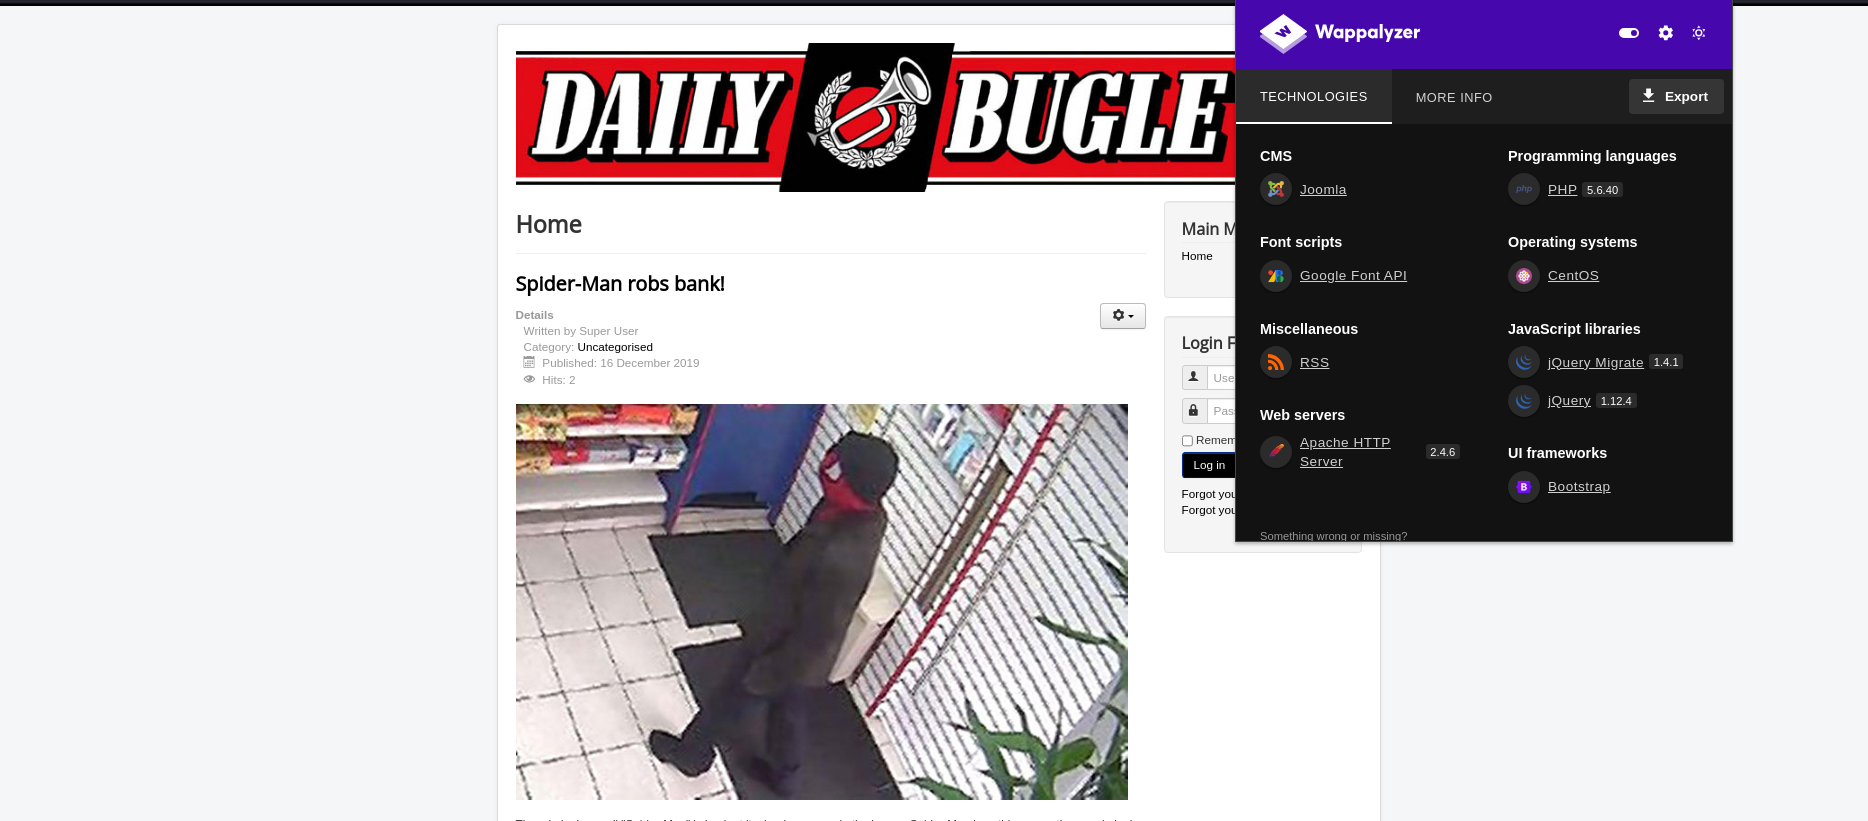 DAILY BUGLE
Home
Spider-Man robs bank!
Details
Written by Super User
Category: Uncategorised
Published: 16 December 2019
Hits: 2
Main M
Home
Login F
Use
Pas
Remem
Log in
Forgot you
Forgot you
Wappalyzer
TECHNOLOGIES
MORE INFO
Export
CMS
Joomla
Font scripts
Google Font API
Miscellaneous
RSS
Web servers
Apache HTTP
Server 2.4.6
Programming languages
php PHP 5.6.40
Operating systems
CentOS
JavaScript libraries
jQuery Migrate 1.4.1
jQuery 1.12.4
UI frameworks
B Bootstrap
Something wrong or missing?